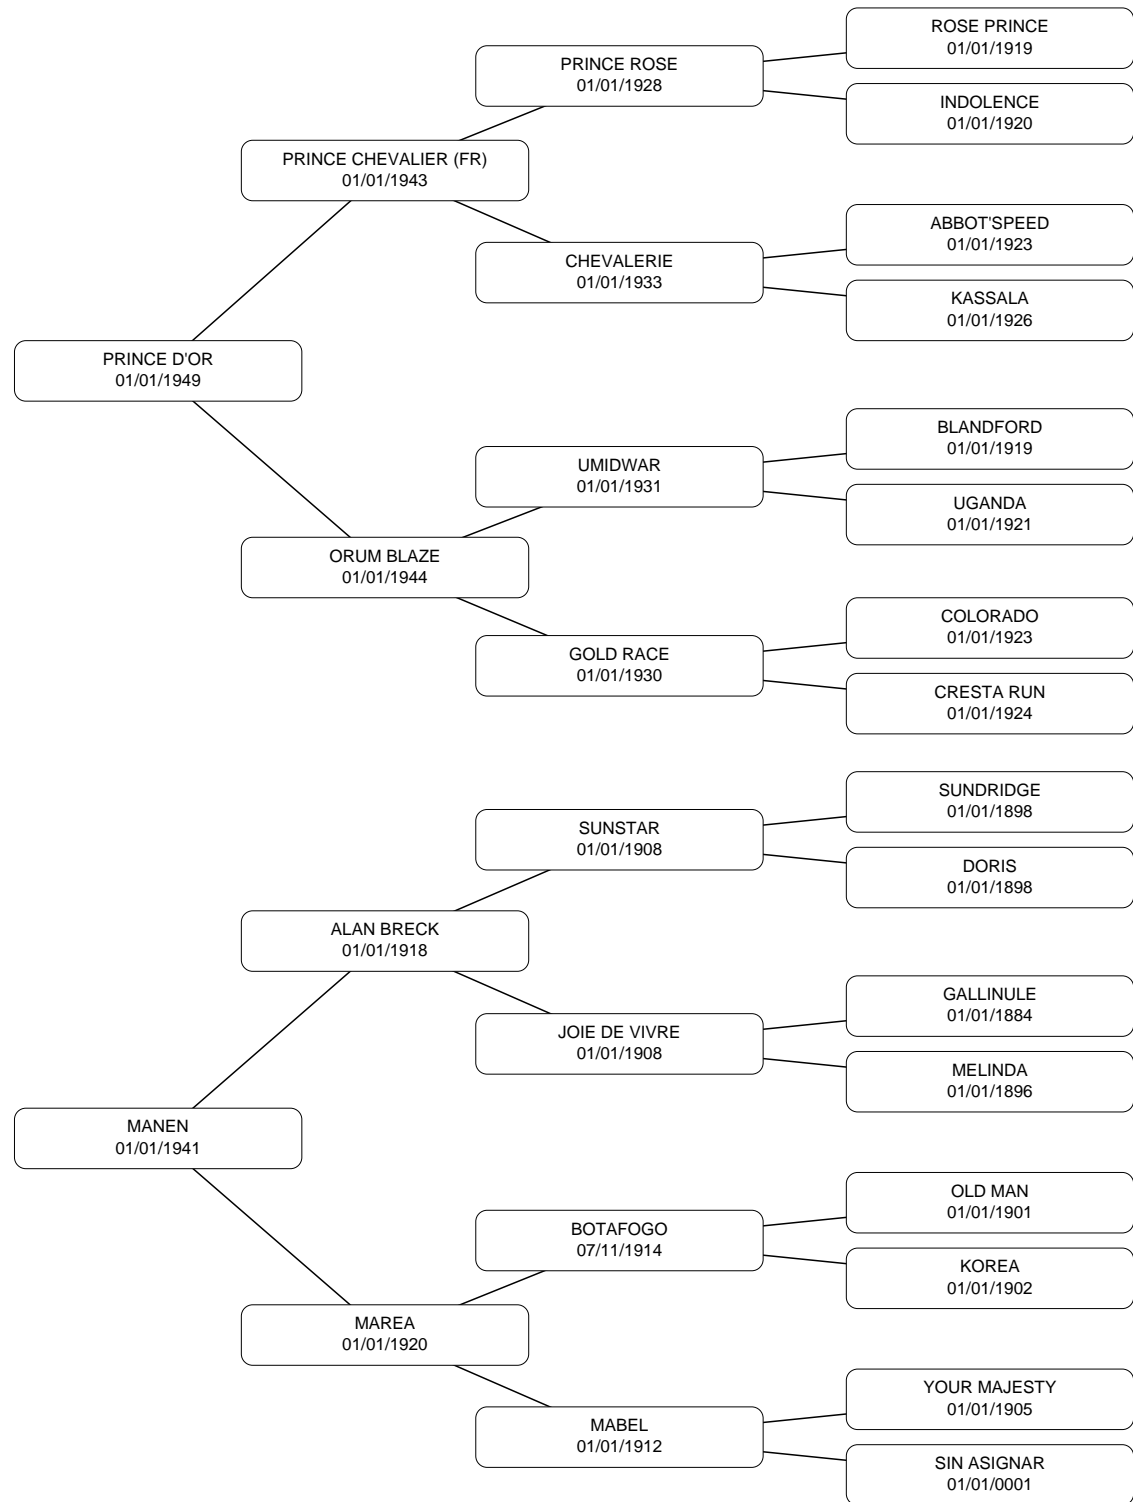 ROSE PRINCE
01/01/1919
PRINCE ROSE
01/01/1928
INDOLENCE
01/01/1920
PRINCE CHEVALIER (FR)
01/01/1943
ABBOT'SPEED
01/01/1923
CHEVALERIE
01/01/1933
KASSALA
01/01/1926
PRINCE D'OR
01/01/1949
BLANDFORD
01/01/1919
UMIDWAR
01/01/1931
UGANDA
01/01/1921
ORUM BLAZE
01/01/1944
COLORADO
01/01/1923
GOLD RACE
01/01/1930
CRESTA RUN
01/01/1924
SUNDRIDGE
01/01/1898
SUNSTAR
01/01/1908
DORIS
01/01/1898
ALAN BRECK
01/01/1918
GALLINULE
01/01/1884
JOIE DE VIVRE
01/01/1908
MELINDA
01/01/1896
MANEN
01/01/1941
OLD MAN
01/01/1901
BOTAFOGO
07/11/1914
KOREA
01/01/1902
MAREA
01/01/1920
YOUR MAJESTY
01/01/1905
MABEL
01/01/1912
SIN ASIGNAR
01/01/0001